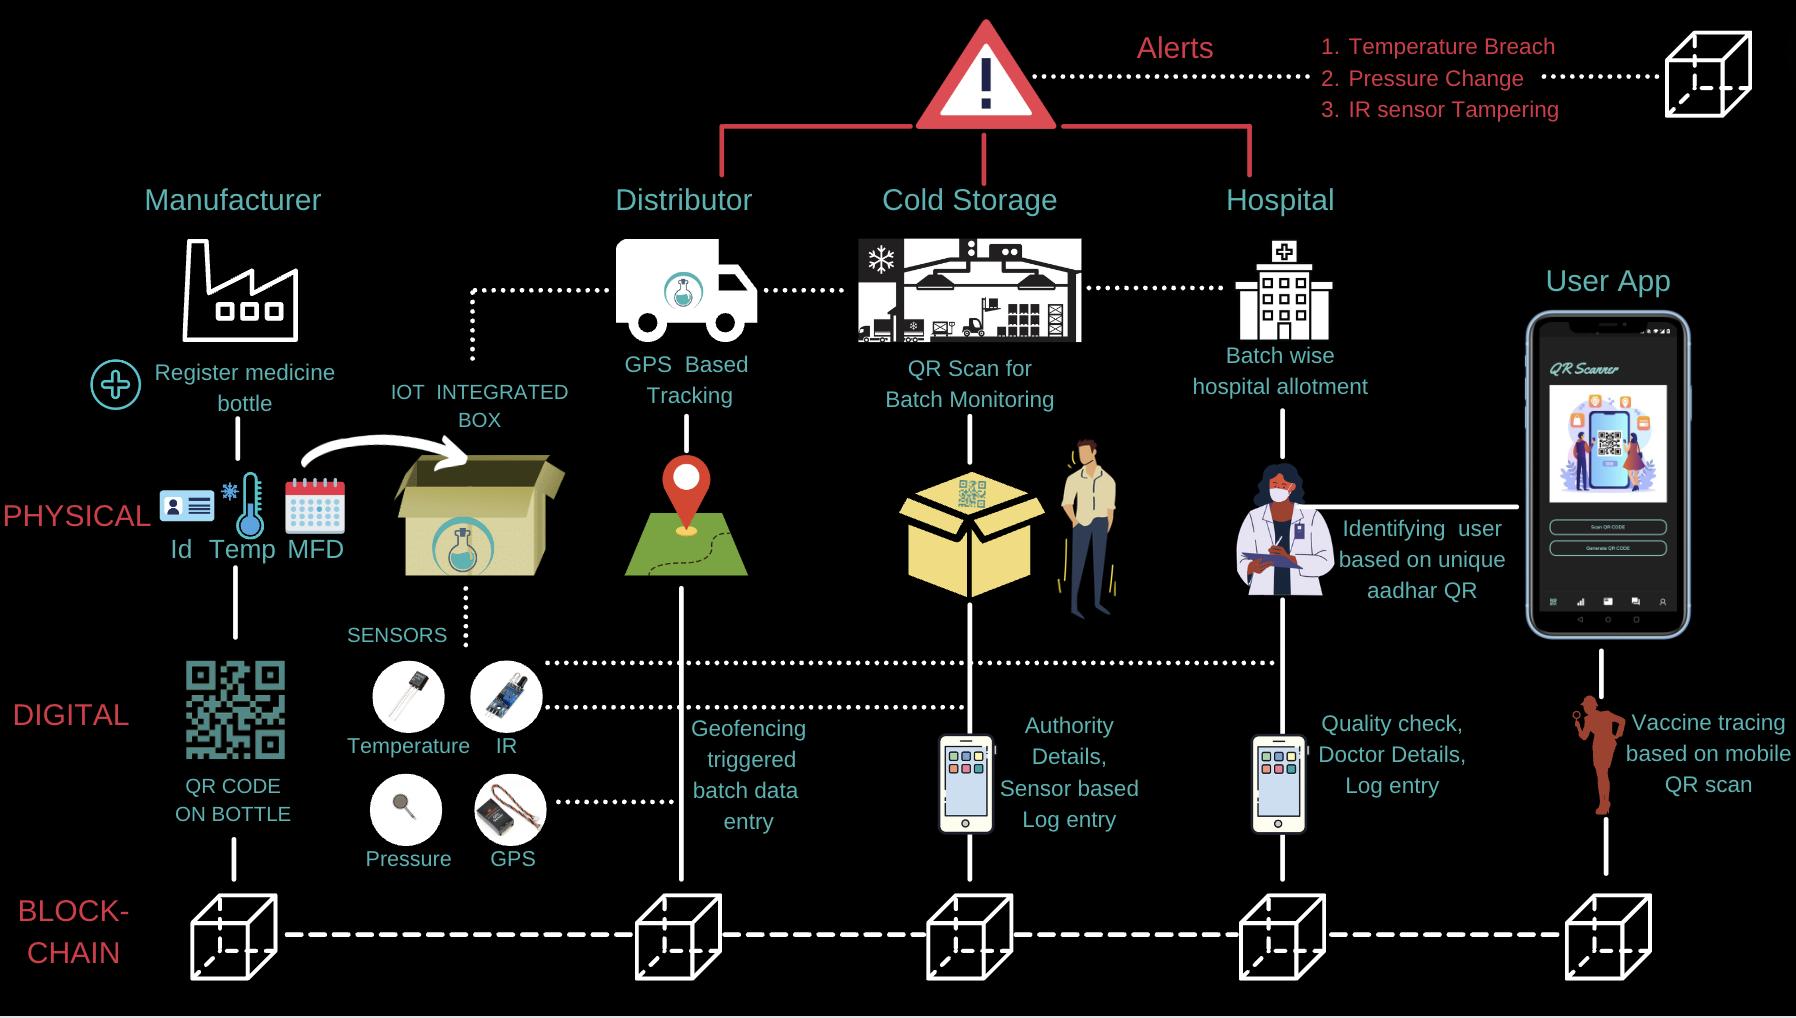 Alerts
1. Temperature Breach
2. Pressure Change
3. IR sensor Tampering
Manufacturer
Distributor
Cold Storage
Hospital
User App
Register medicine
bottle
IOT INTEGRATED
BOX
GPS Based
Tracking
QR Scan for
Batch Monitoring
Batch wise
hospital allotment
QR Scanner
Scan QR CODE
Generate QR CODE
PHYSICAL
Id Temp MFD
Identifying user
based on unique
aadhar QR
SENSORS
DIGITAL
Temperature
IR
Pressure
GPS
QR CODE
ON BOTTLE
Geofencing
triggered
batch data
entry
Authority
Details,
Sensor based
Log entry
Quality check,
Doctor Details,
Log entry
Vaccine tracing
based on mobile
QR scan
BLOCK-
CHAIN